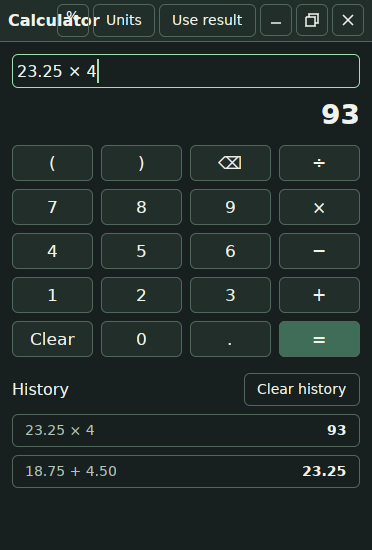 Calculator % Units Use result
23.25 × 4
93
( ) ⌫ ÷
7 8 9 ×
4 5 6 −
1 2 3 +
Clear 0 . =
History Clear history
23.25 × 4 93
18.75 + 4.50 23.25